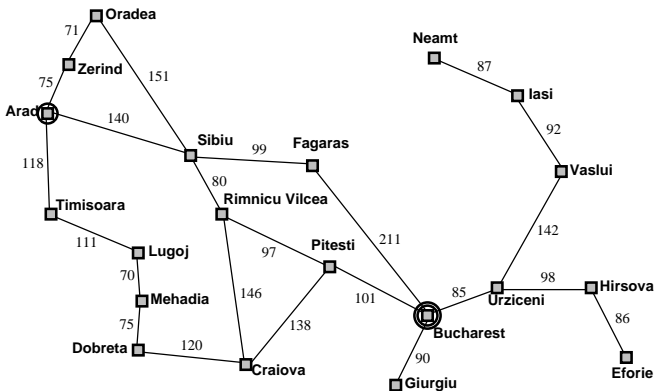 Oradea
71
Neamt
Zerind
87
75
151
Iasi
Arad
140
92
Sibiu
99
Fagaras
118
Vaslui
80
Timisoara
Rimnicu Vilcea
111
211
142
Lugoj
97
Pitesti
70
98
Hirsova
146
85
Mehadia
101
Urziceni
138
86
75
Bucharest
120
Dobreta
90
Craiova
Eforie
Giurgiu